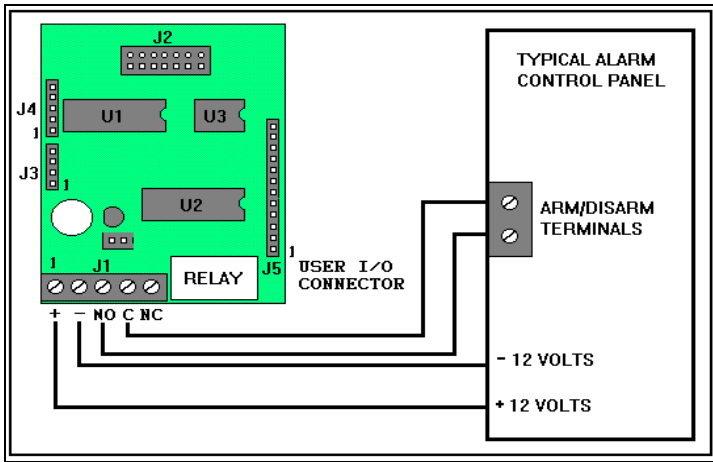 J2
TYPICAL ALARM
CONTROL PANEL
J4
1
U1
U3
J3
1
U2
ARM/DISARM
TERMINALS
1
J1
RELAY
J5
1
USER I/O
CONNECTOR
+ − NO C NC
- 12 VOLTS
+ 12 VOLTS